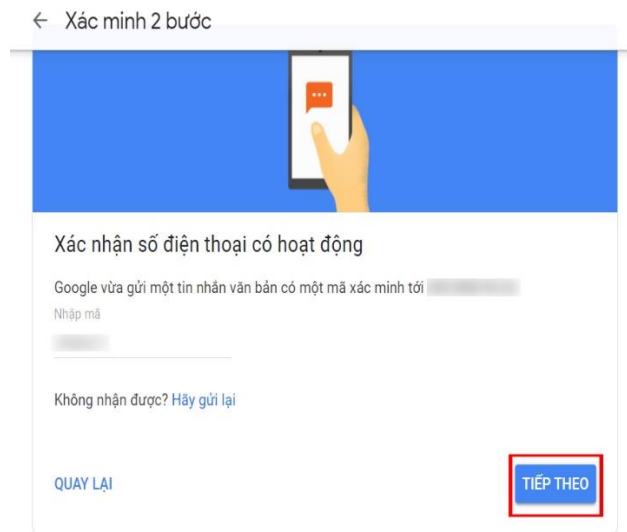 ← Xác minh 2 bước
Xác nhận số điện thoại có hoạt động
Google vừa gửi một tin nhắn văn bản có một mã xác minh tới
Nhập mã
Không nhận được? Hãy gửi lại
QUAY LẠI
TIẾP THEO